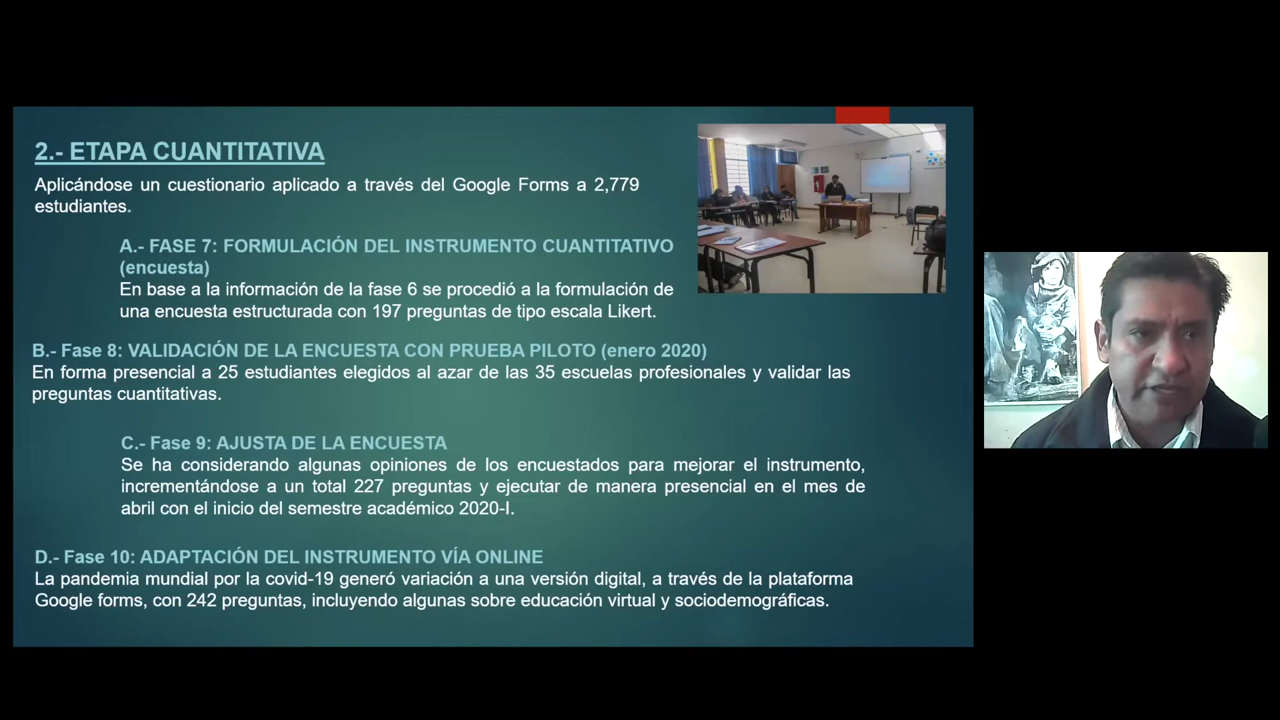 2.- ETAPA CUANTITATIVA
Aplicándose un cuestionario aplicado a través del Google Forms a 2,779
estudiantes.
A.- FASE 7: FORMULACIÓN DEL INSTRUMENTO CUANTITATIVO
(encuesta)
En base a la información de la fase 6 se procedió a la formulación de
una encuesta estructurada con 197 preguntas de tipo escala Likert.
B.- Fase 8: VALIDACIÓN DE LA ENCUESTA CON PRUEBA PILOTO (enero 2020)
En forma presencial a 25 estudiantes elegidos al azar de las 35 escuelas profesionales y validar las
preguntas cuantitativas.
C.- Fase 9: AJUSTA DE LA ENCUESTA
Se ha considerando algunas opiniones de los encuestados para mejorar el instrumento,
incrementándose a un total 227 preguntas y ejecutar de manera presencial en el mes de
abril con el inicio del semestre académico 2020-I.
D.- Fase 10: ADAPTACIÓN DEL INSTRUMENTO VÍA ONLINE
La pandemia mundial por la covid-19 generó variación a una versión digital, a través de la plataforma
Google forms, con 242 preguntas, incluyendo algunas sobre educación virtual y sociodemográficas.